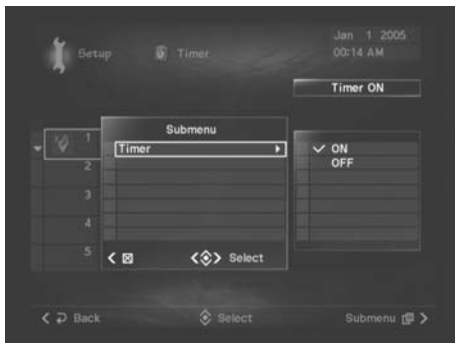 Jan 1 2005
Setup Timer 00:14 AM
Timer ON
Submenu
1
Timer
ON
2
OFF
3
4
5
Select
Back Select Submenu